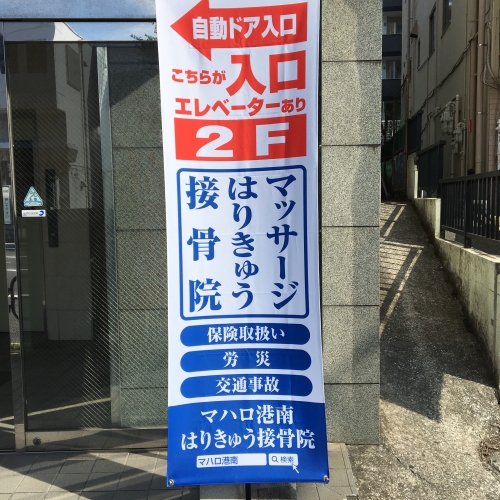 自動ドア入口
こちらが入口
エレベーターあり
2F
マッサージ
はりきゅう
接骨院
保険取扱い
労災
交通事故
マハロ港南
はりきゅう接骨院
マハロ港南 検索